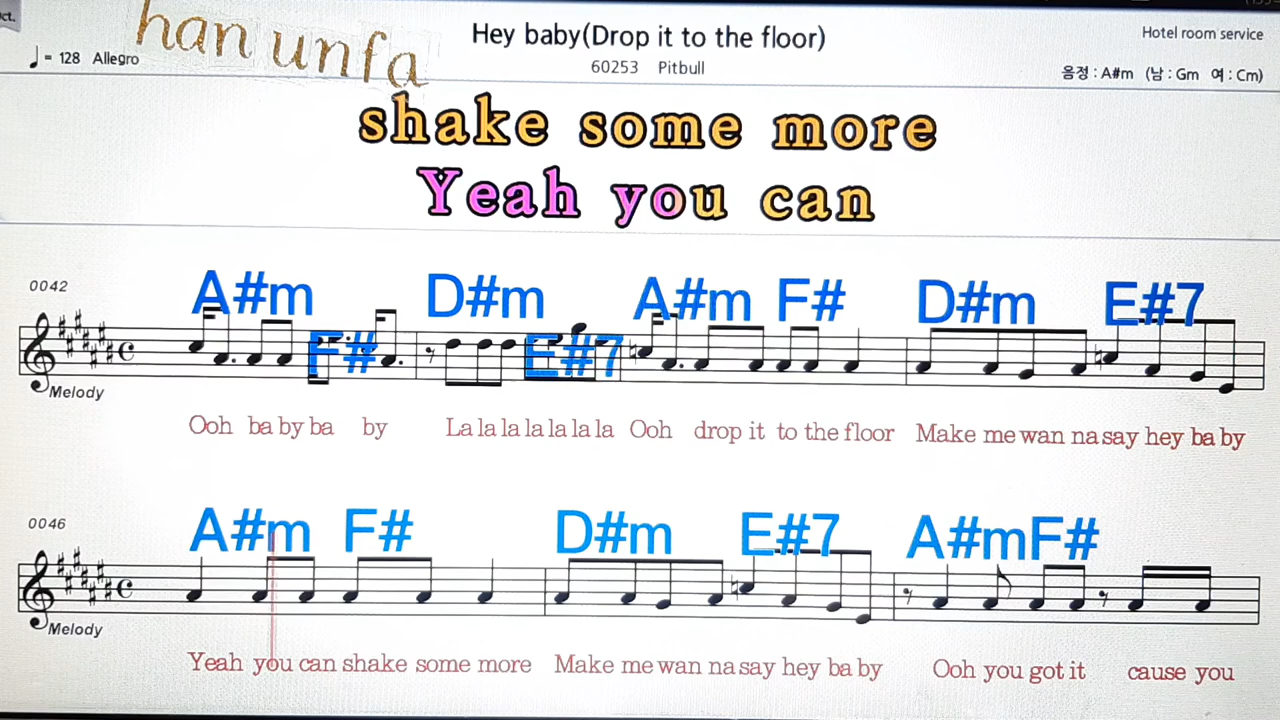 ct.
han unfa
Hey baby(Drop it to the floor)
Hotel room service
♩= 128 Allegro
60253 Pitbull
음정 : A#m (남 : Gm 여 : Cm)
shake some more
Yeah you can
0042
A#m F# D#m E#7 A#m F# D#m E#7
Melody
Ooh ba by ba by La la la la la la la Ooh drop it to the floor Make me wan na say hey ba by
0046
A#m F# D#m E#7 A#m F#
Melody
Yeah you can shake some more Make me wan na say hey ba by Ooh you got it cause you